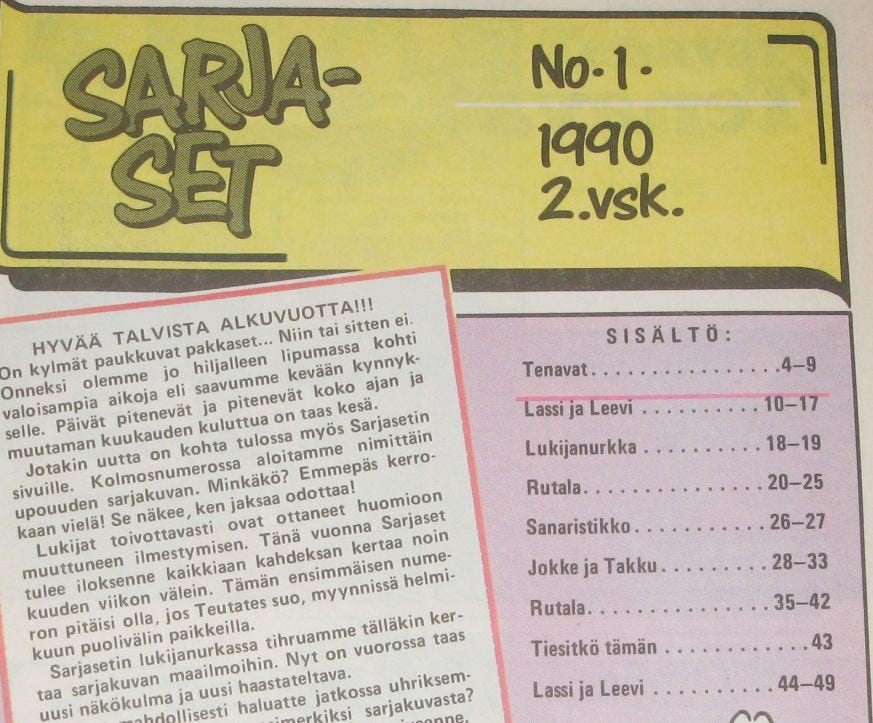 SARJA-
SET
No. 1.
1990
2.vsk.
HYVÄÄ TALVISTA ALKUVUOTTA!!!
On kylmät paukkuvat pakkaset... Niin tai sitten ei.
Onneksi olemme jo hiljalleen lipumassa kohti
valoisampia aikoja eli saavumme kevään kynnyk-
selle. Päivät pitenevät ja pitenevät koko ajan ja
muutaman kuukauden kuluttua on taas kesä.
Jotakin uutta on kohta tulossa myös Sarjasetin
sivuille. Kolmosnumerossa aloitamme nimittäin
upouuden sarjakuvan. Minkäkö? Emmepäs kerro-
kaan vielä! Se näkee, ken jaksaa odottaa!
Lukijat toivottavasti ovat ottaneet huomioon
muuttuneen ilmestymisen. Tänä vuonna Sarjaset
tulee iloksenne kaikkiaan kahdeksan kertaa noin
kuuden viikon välein. Tämän ensimmäisen nume-
ron pitäisi olla, jos Teutates suo, myynnissä helmi-
kuun puolivälin paikkeilla.
Sarjasetin lukijanurkassa tihruamme tälläkin ker-
taa sarjakuvan maailmoihin. Nyt on vuorossa taas
uusi näkökulma ja uusi haastateltava.
mahdollisesti haluatte jatkossa uhriksem-
sarjakuvasta?
SISÄLTÖ:
Tenavat. . . . . . . . . . . . . . . . .4–9
Lassi ja Leevi . . . . . . . . . . 10–17
Lukijanurkka . . . . . . . . . . . 18–19
Rutala. . . . . . . . . . . . . . . . 20–25
Sanaristikko. . . . . . . . . . . . 26–27
Jokke ja Takku. . . . . . . . . . 28–33
Rutala. . . . . . . . . . . . . . . . 35–42
Tiesitkö tämän . . . . . . . . . . . .43
Lassi ja Leevi . . . . . . . . . . 44–49